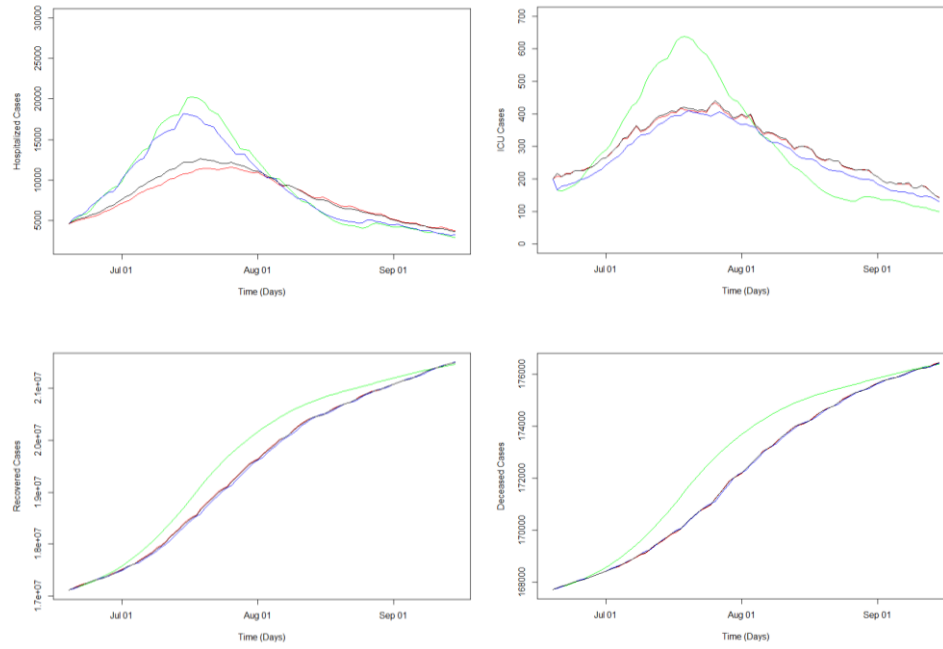 Hospitalized Cases
30000
25000
20000
15000
10000
5000
Jul 01 Aug 01 Sep 01
Time (Days)
ICU Cases
700
600
500
400
300
200
100
0
Jul 01 Aug 01 Sep 01
Time (Days)
Recovered Cases
2.1e+07
2.0e+07
1.9e+07
1.8e+07
1.7e+07
Jul 01 Aug 01 Sep 01
Time (Days)
Deceased Cases
176000
174000
172000
170000
168000
Jul 01 Aug 01 Sep 01
Time (Days)